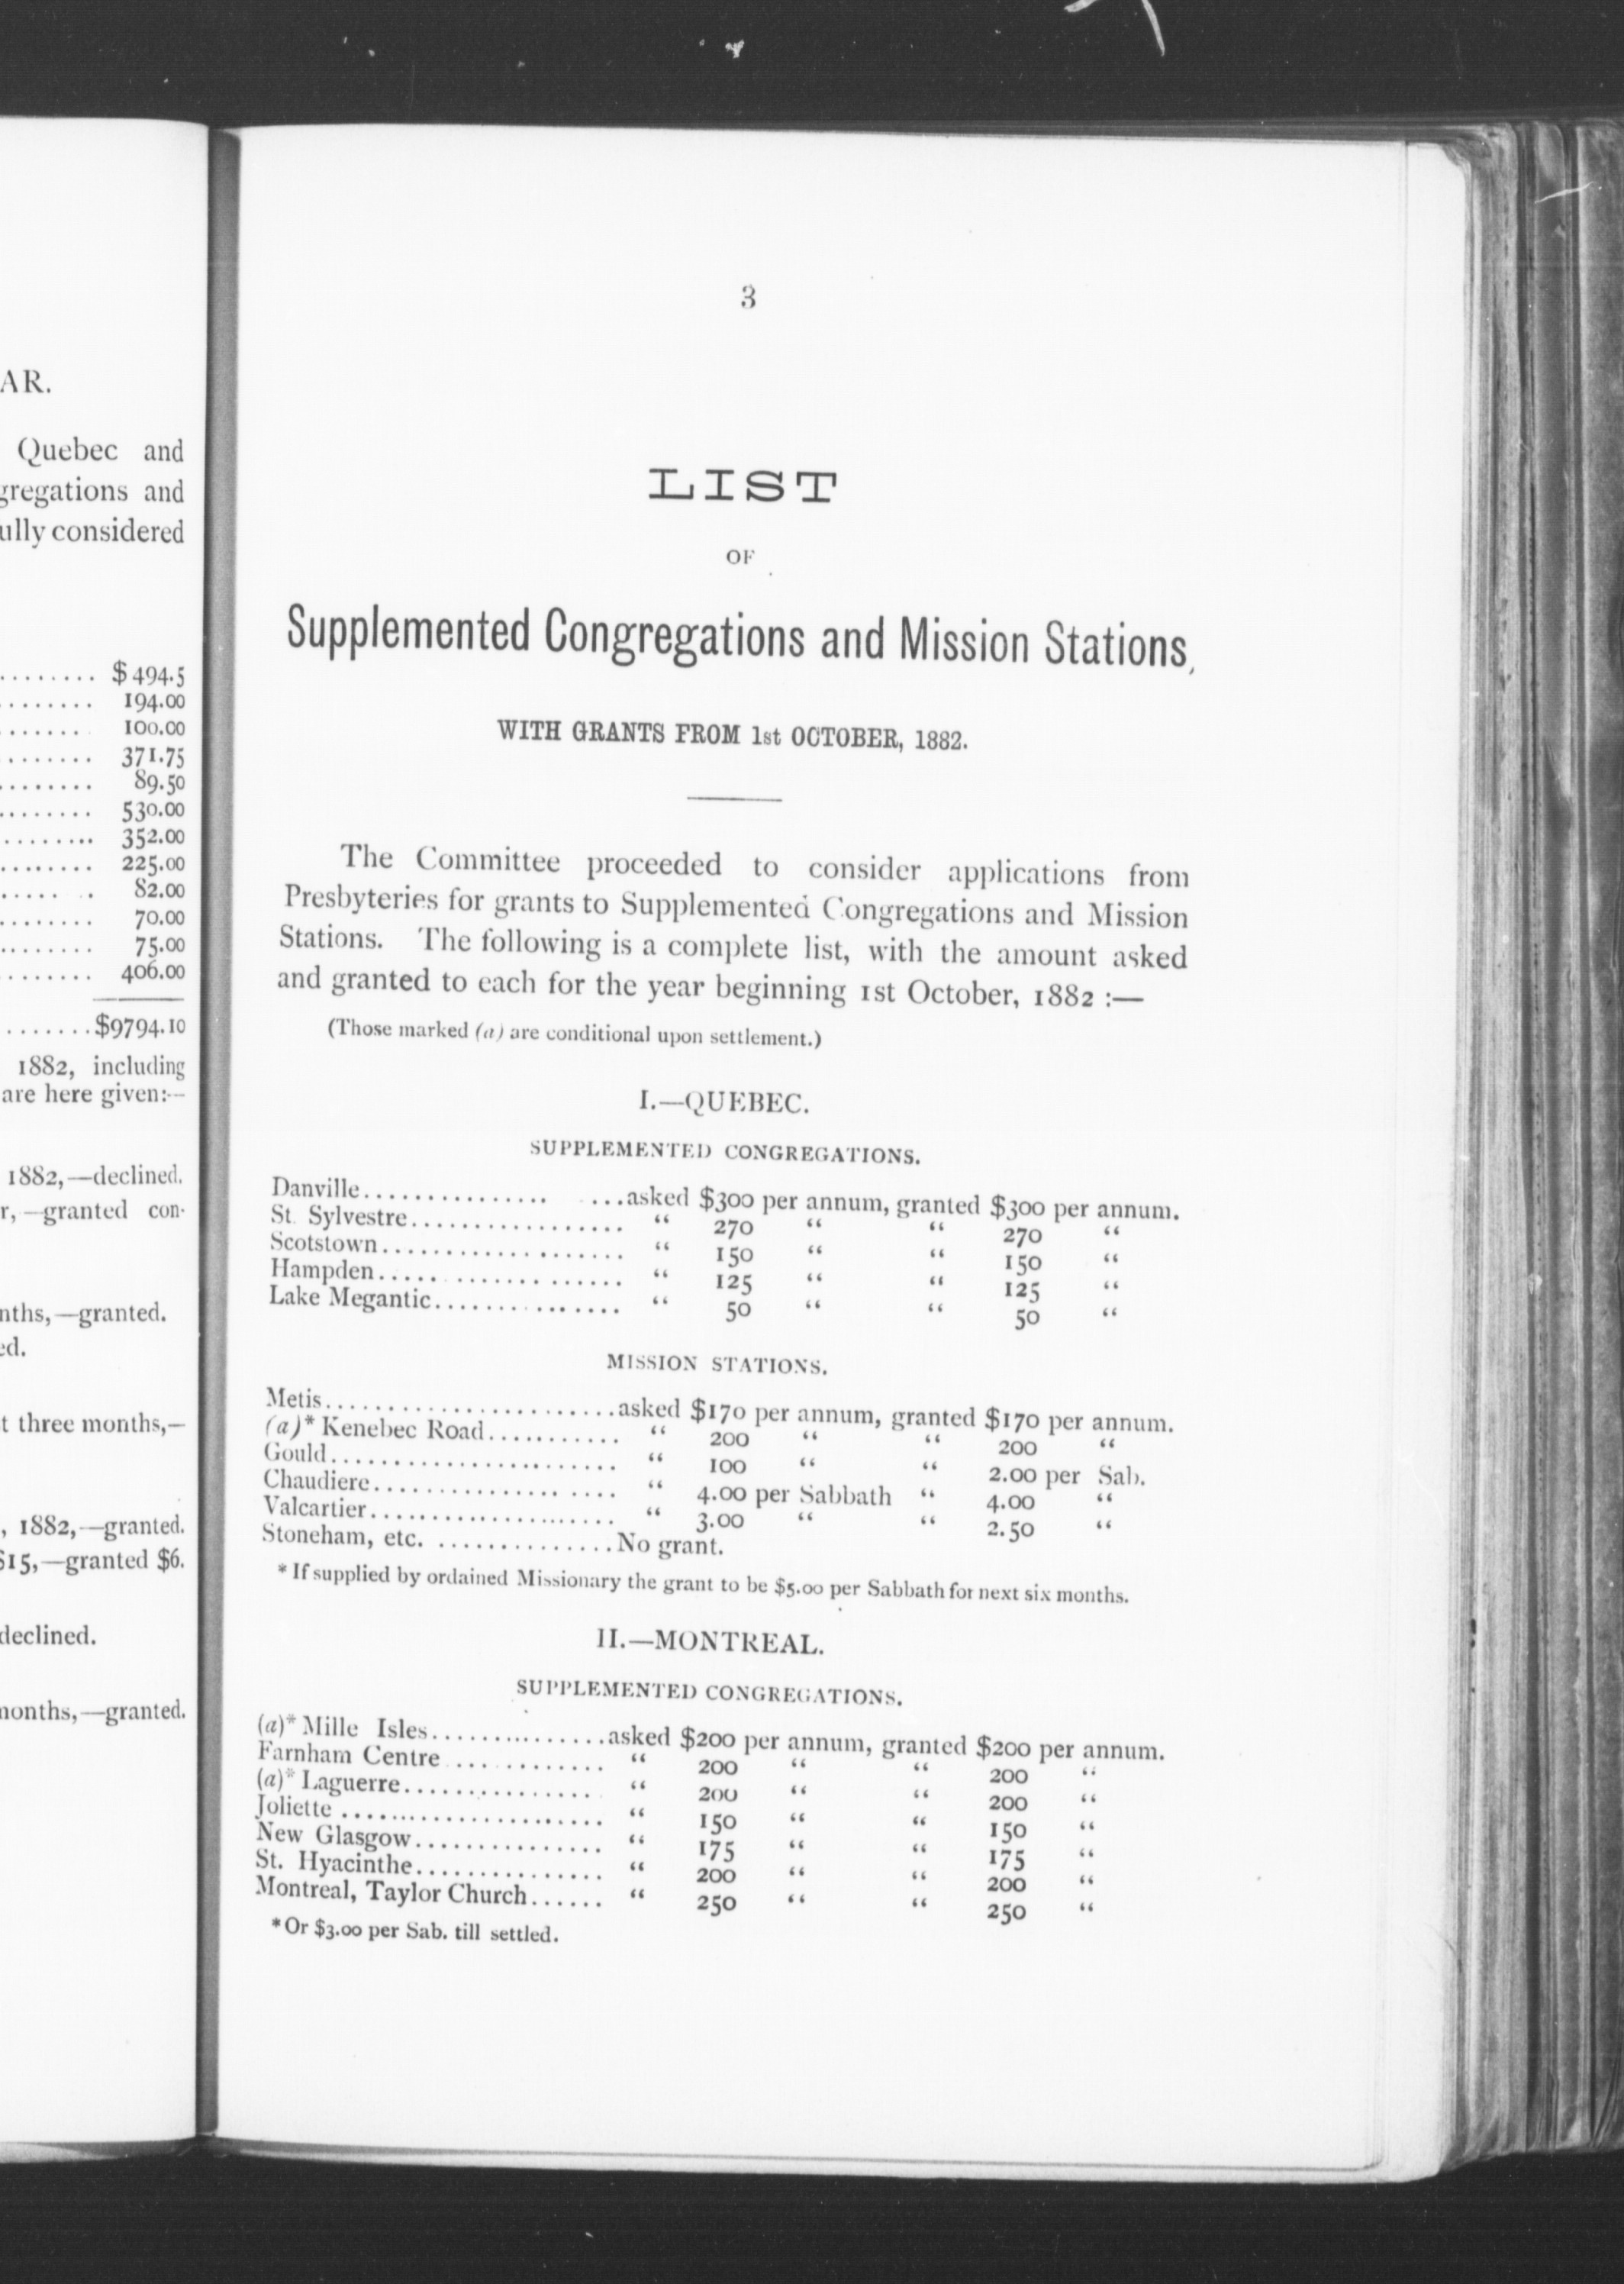 AR.
Quebec and
gregations and
ully considered
........ $494.5
........ 194.00
....... 100.00
........ 371.75
........ 89.50
........ 530.00
......... 352.00
........ 225.00
..... . 82.00
........ 70.00
........ 75.00
........ 406.00
.......$9794.10
1882, including
are here given:—
1882,—declined.
r,—granted con-
nths,—granted.
ed.
t three months,—
, 1882,—granted.
$15,—granted $6.
declined.
months,—granted.
3
LIST
OF
Supplemented Congregations and Mission Stations,
WITH GRANTS FROM 1st OCTOBER, 1882.
The Committee proceeded to consider applications from
Presbyteries for grants to Supplemented Congregations and Mission
Stations. The following is a complete list, with the amount asked
and granted to each for the year beginning 1st October, 1882 :—
(Those marked (a) are conditional upon settlement.)
I.—QUEBEC.
SUPPLEMENTED CONGREGATIONS.
Danville............... ...asked $300 per annum, granted $300 per annum.
St. Sylvestre................. “ 270 “ “ 270 “
Scotstown................... “ 150 “ “ 150 “
Hampden................... “ 125 “ “ 125 “
Lake Megantic............... “ 50 “ “ 50 “
MISSION STATIONS.
Metis.......................asked $170 per annum, granted $170 per annum.
(a)* Kenebec Road........... “ 200 “ “ 200 “
Gould....................... “ 100 “ “ 2.00 per Sab.
Chaudiere................... “ 4.00 per Sabbath “ 4.00 “
Valcartier.................... “ 3.00 “ “ 2.50 “
Stoneham, etc. ..............No grant.
* If supplied by ordained Missionary the grant to be $5.00 per Sabbath for next six months.
II.—MONTREAL.
SUPPLEMENTED CONGREGATIONS.
(a)* Mille Isles..............asked $200 per annum, granted $200 per annum.
Farnham Centre ............ “ 200 “ “ 200 “
(a)* Laguerre............... “ 200 “ “ 200 “
Joliette ..................... “ 150 “ “ 150 “
New Glasgow............... “ 175 “ “ 175 “
St. Hyacinthe............... “ 200 “ “ 200 “
Montreal, Taylor Church...... “ 250 “ “ 250 “
* Or $3.00 per Sab. till settled.